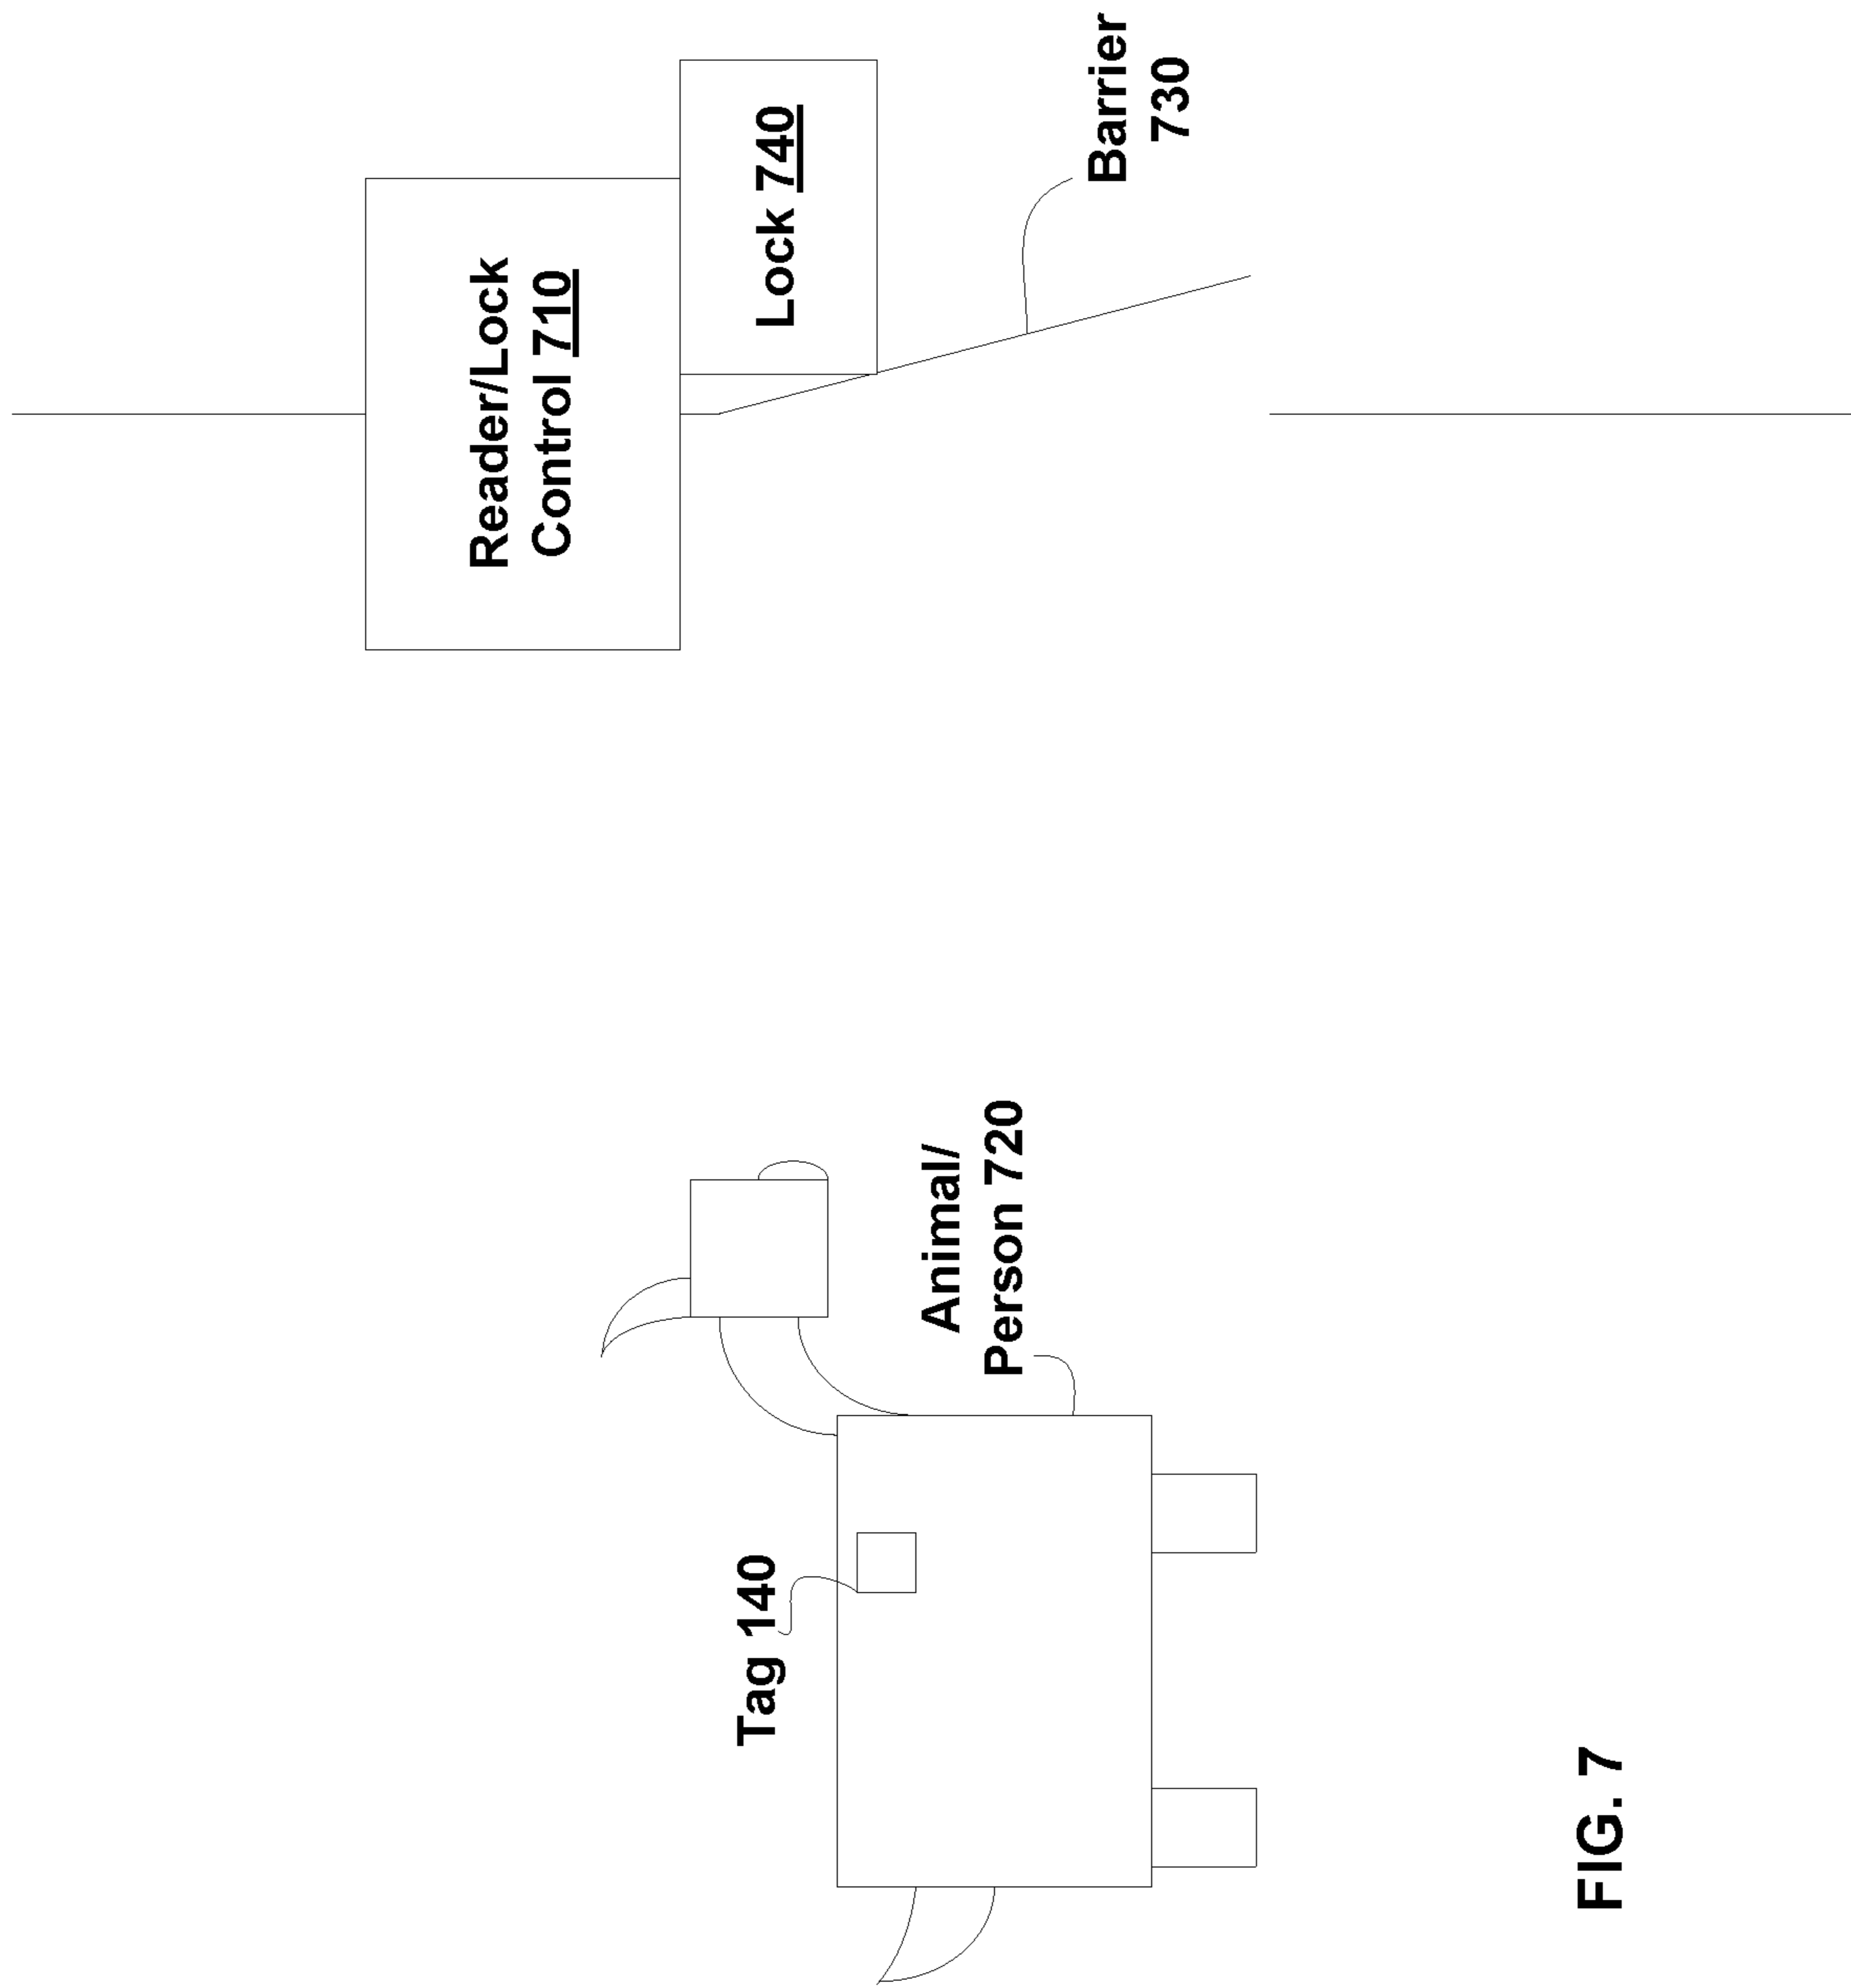 Reader/Lock
Control 710
Lock 740
Barrier
730
Tag 140
Animal/
Person 720
FIG. 7